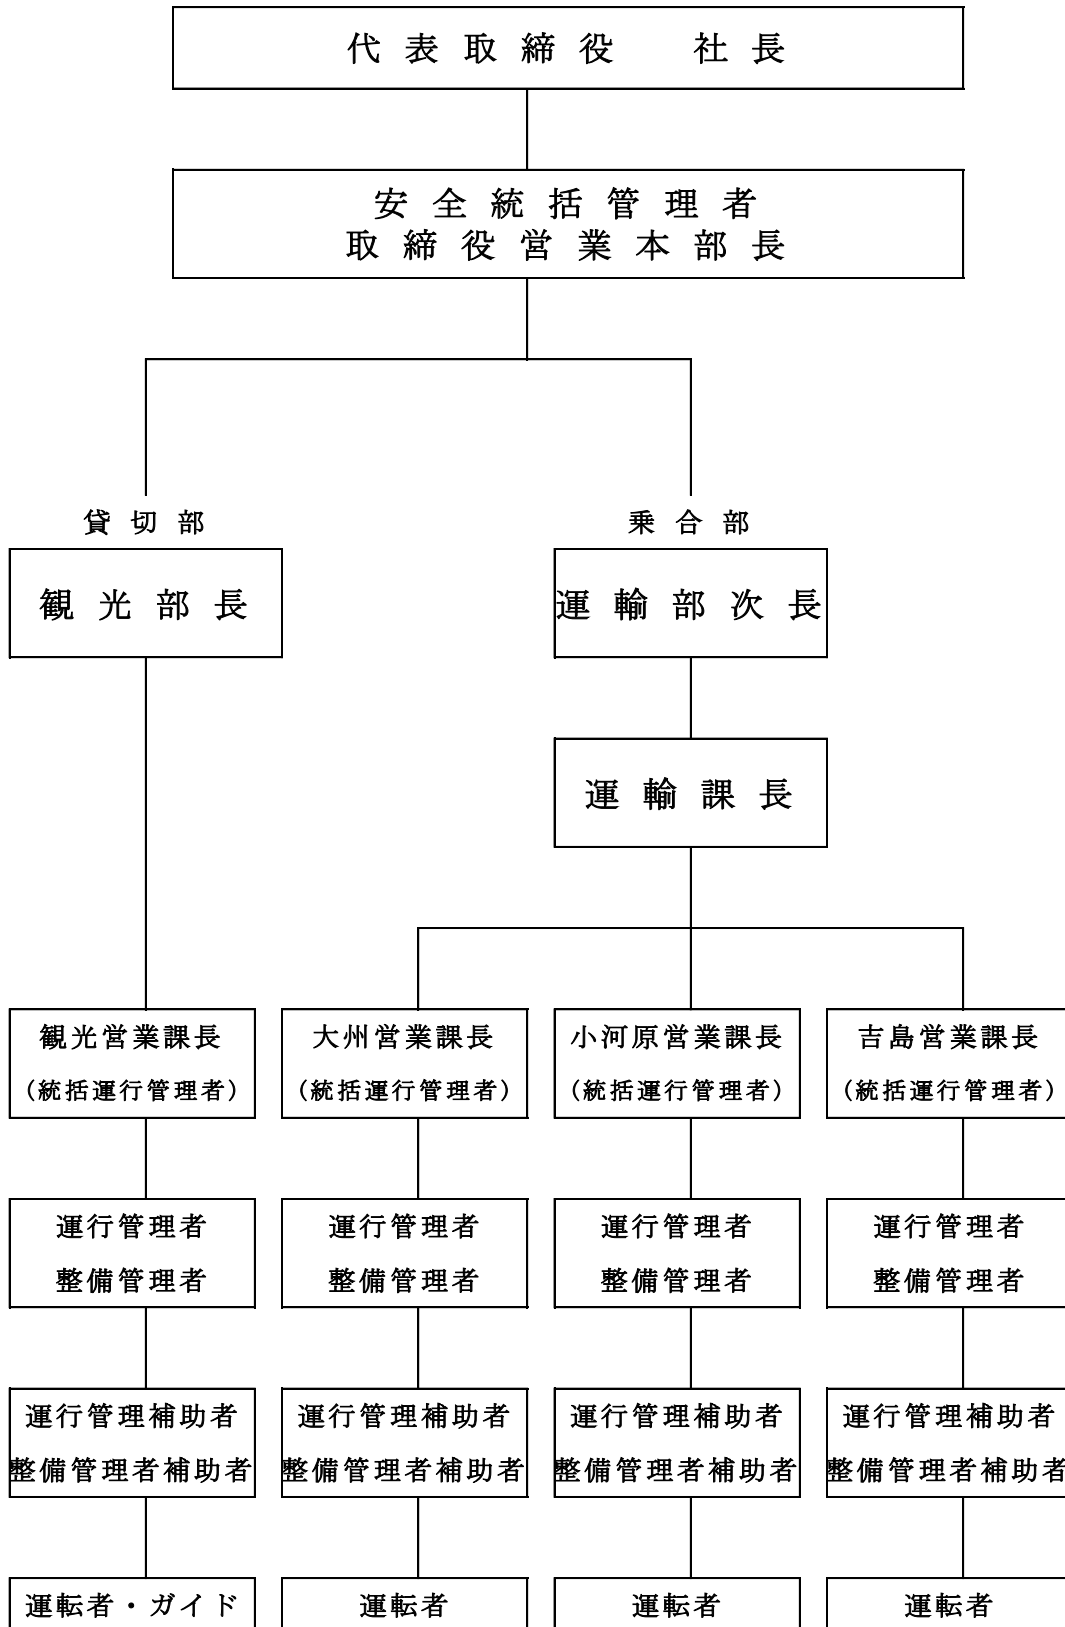 代表取締役　社長
安全統括管理者
取締役営業本部長
貸切部
乗合部
観光部長
運輸部次長
運輸課長
観光営業課長
(統括運行管理者)
大州営業課長
(統括運行管理者)
小河原営業課長
(統括運行管理者)
吉島営業課長
(統括運行管理者)
運行管理者
整備管理者
運行管理者
整備管理者
運行管理者
整備管理者
運行管理者
整備管理者
運行管理補助者
整備管理者補助者
運行管理補助者
整備管理者補助者
運行管理補助者
整備管理者補助者
運行管理補助者
整備管理者補助者
運転者・ガイド
運転者
運転者
運転者